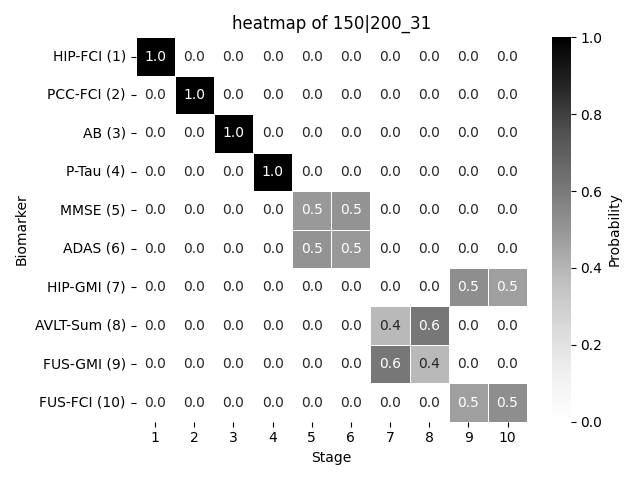 heatmap of 150|200_31
HIP-FCI (1) 1.0 0.0 0.0 0.0 0.0 0.0 0.0 0.0 0.0 0.0
PCC-FCI (2) 0.0 1.0 0.0 0.0 0.0 0.0 0.0 0.0 0.0 0.0
AB (3) 0.0 0.0 1.0 0.0 0.0 0.0 0.0 0.0 0.0 0.0
P-Tau (4) 0.0 0.0 0.0 1.0 0.0 0.0 0.0 0.0 0.0 0.0
MMSE (5) 0.0 0.0 0.0 0.0 0.5 0.5 0.0 0.0 0.0 0.0
ADAS (6) 0.0 0.0 0.0 0.0 0.5 0.5 0.0 0.0 0.0 0.0
HIP-GMI (7) 0.0 0.0 0.0 0.0 0.0 0.0 0.0 0.0 0.5 0.5
AVLT-Sum (8) 0.0 0.0 0.0 0.0 0.0 0.0 0.4 0.6 0.0 0.0
FUS-GMI (9) 0.0 0.0 0.0 0.0 0.0 0.0 0.6 0.4 0.0 0.0
FUS-FCI (10) 0.0 0.0 0.0 0.0 0.0 0.0 0.0 0.0 0.5 0.5
1 2 3 4 5 6 7 8 9 10
Stage
Biomarker
1.0
0.8
0.6
0.4
0.2
0.0
Probability